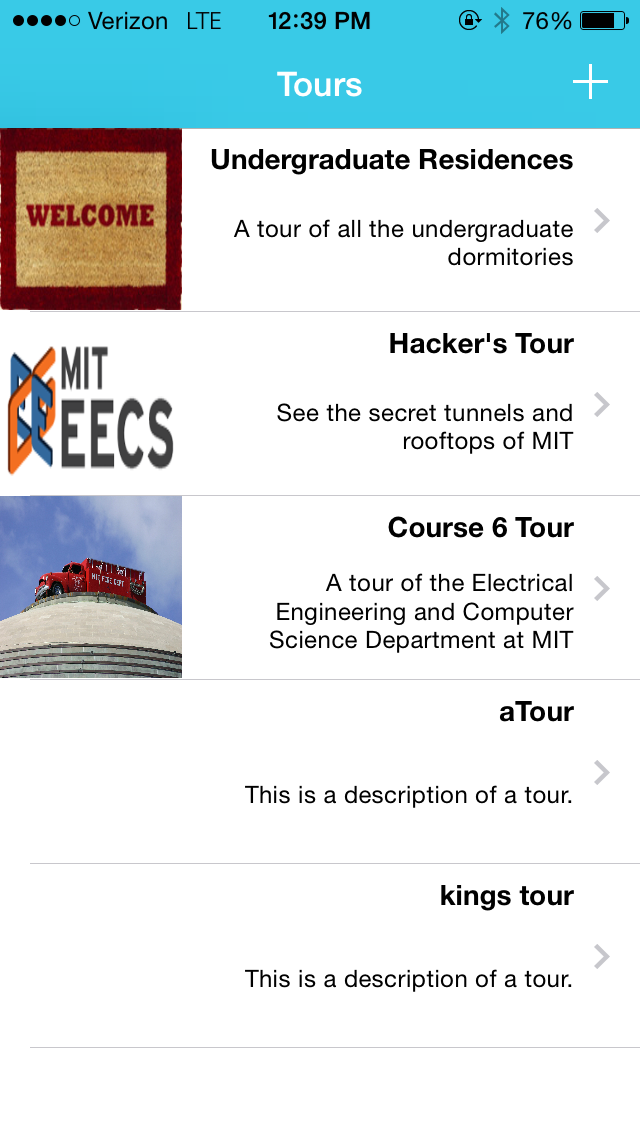 Verizon LTE 12:39 PM 76%
Tours
WELCOME
Undergraduate Residences
A tour of all the undergraduate
dormitories
MIT
EECS
Hacker's Tour
See the secret tunnels and
rooftops of MIT
Course 6 Tour
A tour of the Electrical
Engineering and Computer
Science Department at MIT
aTour
This is a description of a tour.
kings tour
This is a description of a tour.